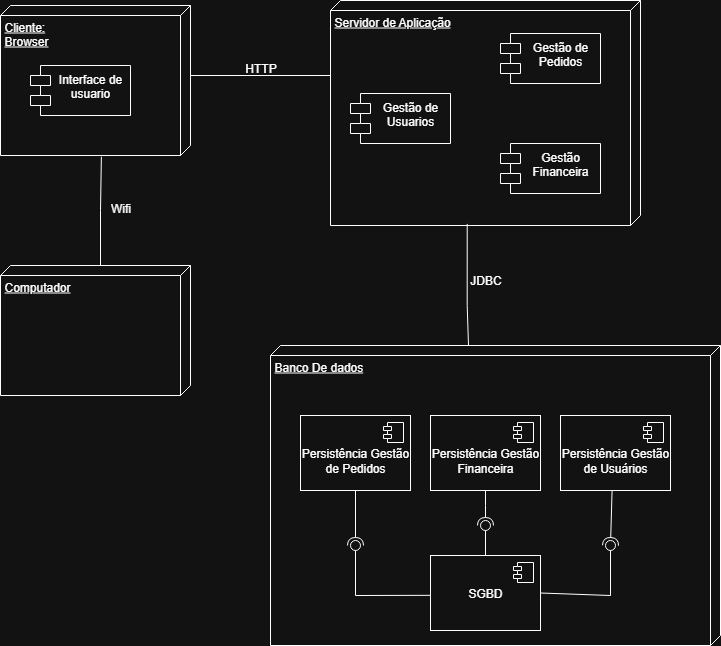 Cliente:
Browser
Interface de
usuario
HTTP
Servidor de Aplicação
Gestão de
Pedidos
Gestão de
Usuarios
Gestão
Financeira
Wifi
Computador
JDBC
Banco De dados
Persistência Gestão
de Pedidos
Persistência Gestão
Financeira
Persistência Gestão
de Usuários
SGBD